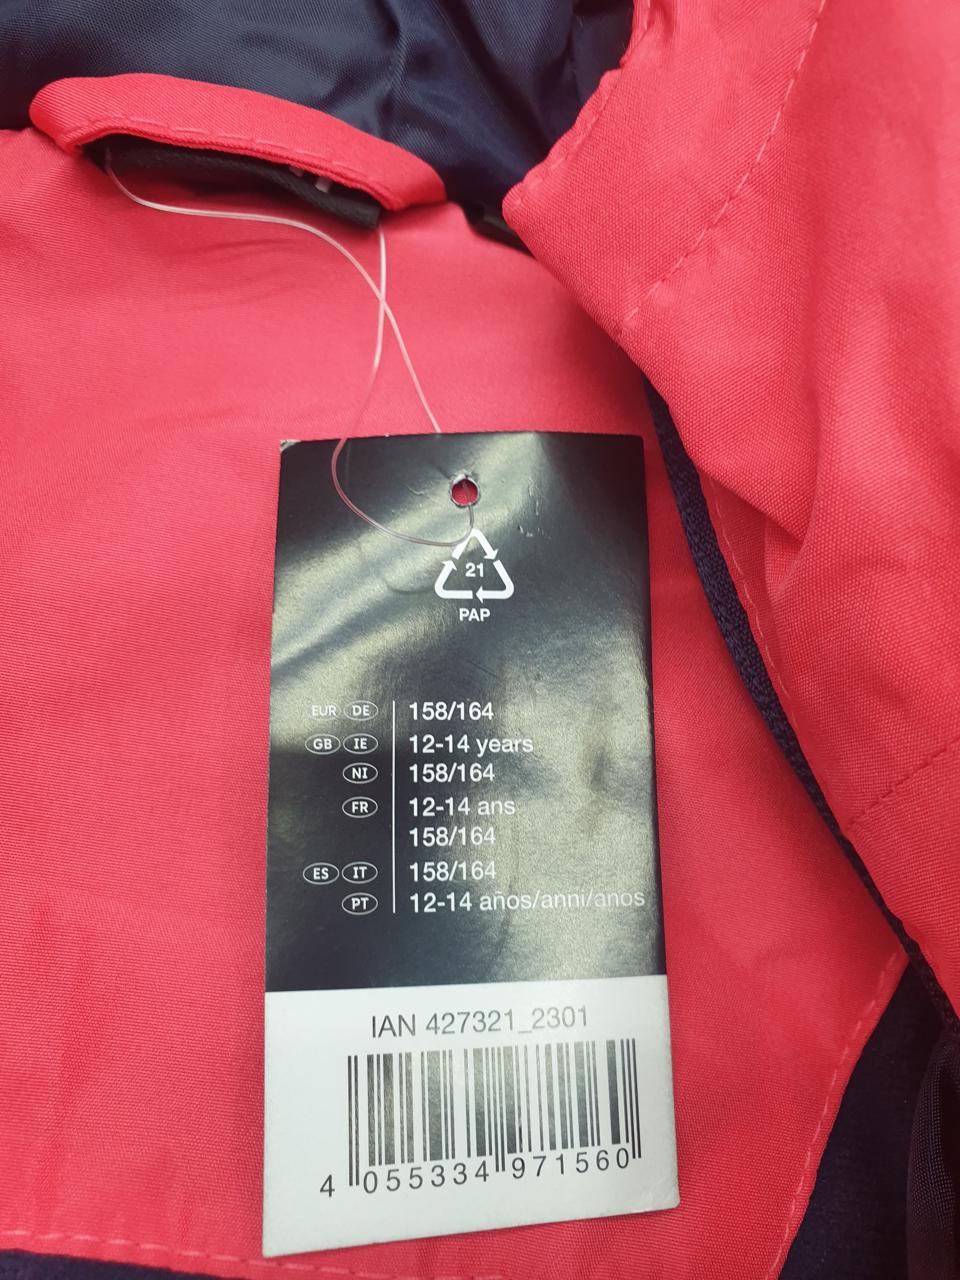 21
PAP
EUR DE 158/164
GB IE 12-14 years
NI 158/164
FR 12-14 ans
158/164
ES IT 158/164
PT 12-14 años/anni/anos
IAN 427321_2301
4 055334 971560